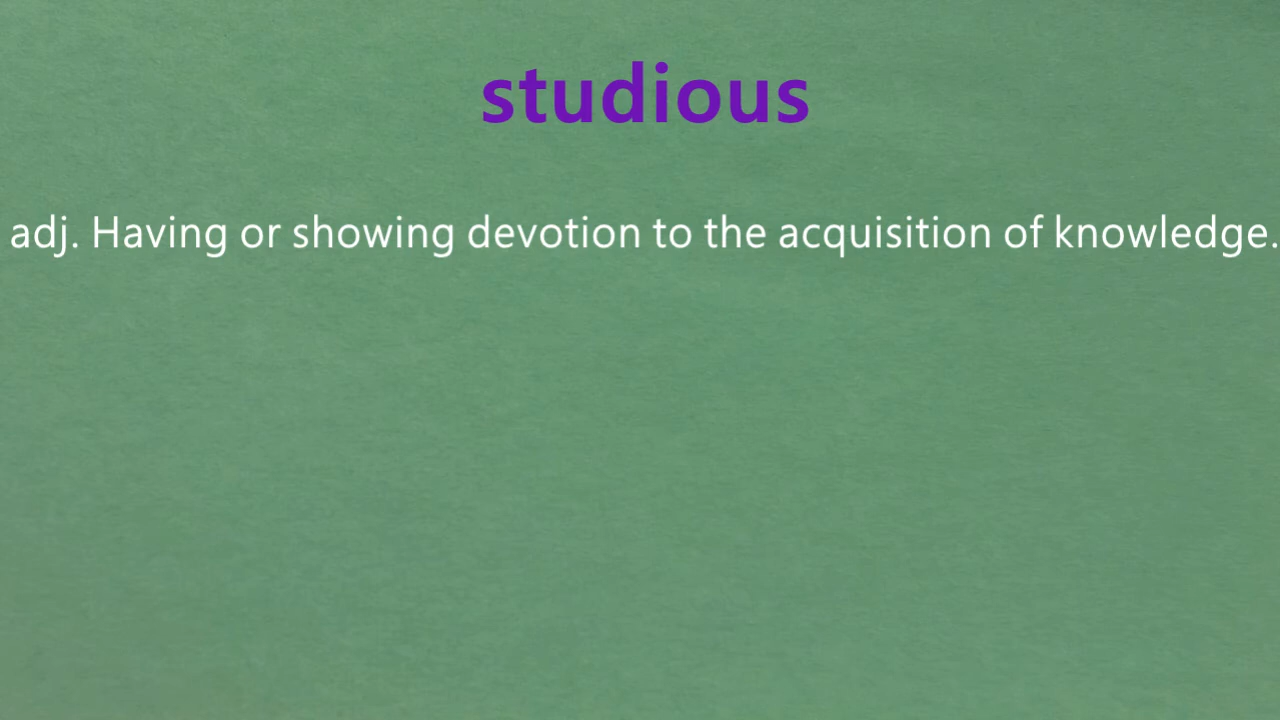 studious
adj. Having or showing devotion to the acquisition of knowledge.